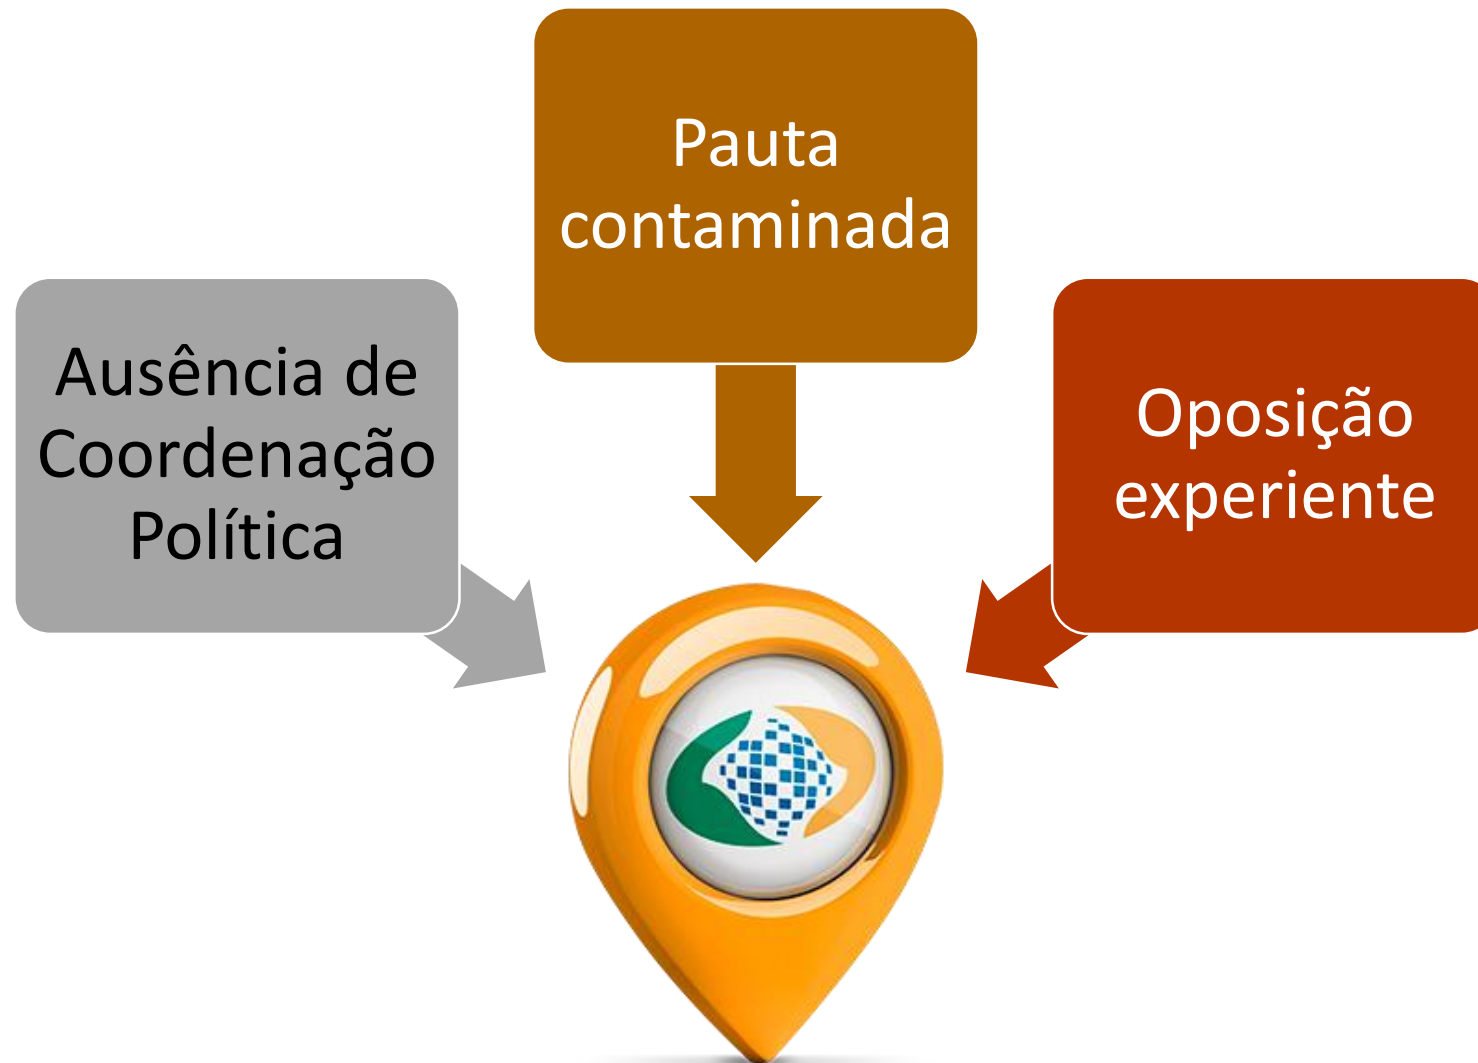 Pauta
contaminada
Ausência de
Coordenação
Política
Oposição
experiente